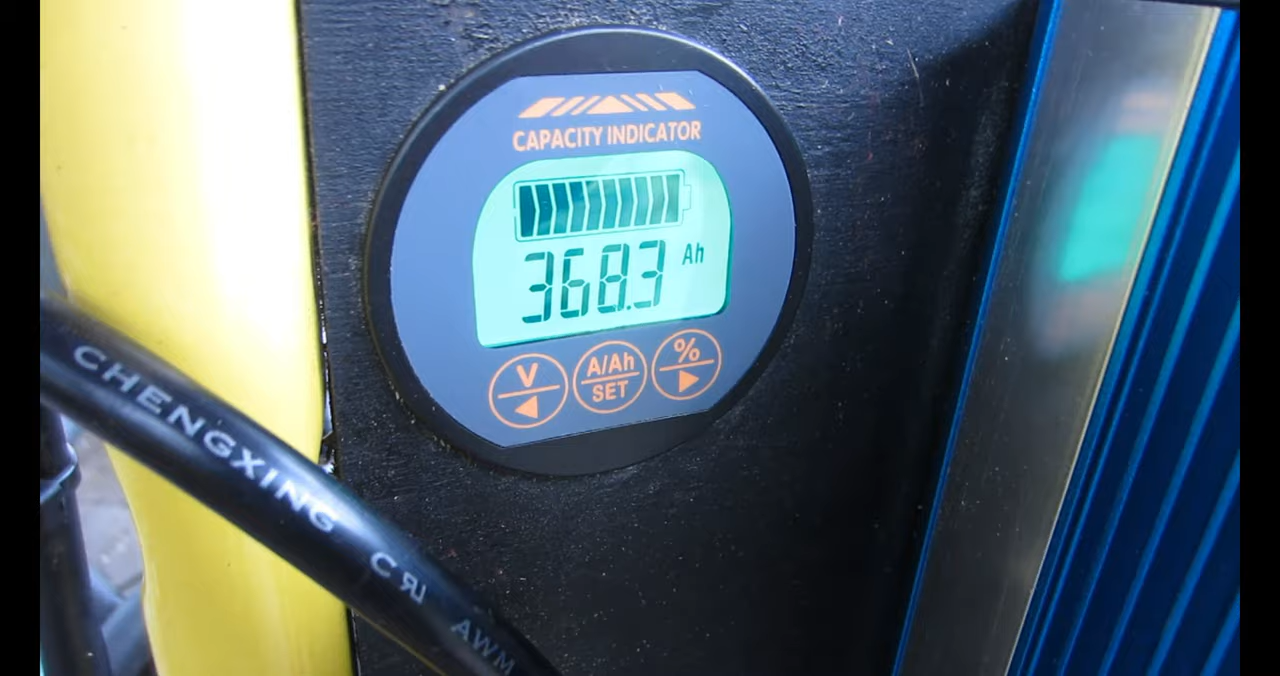 CAPACITY INDICATOR
368.3 Ah
V
A/Ah
SET
%
CHENGXING
AWM